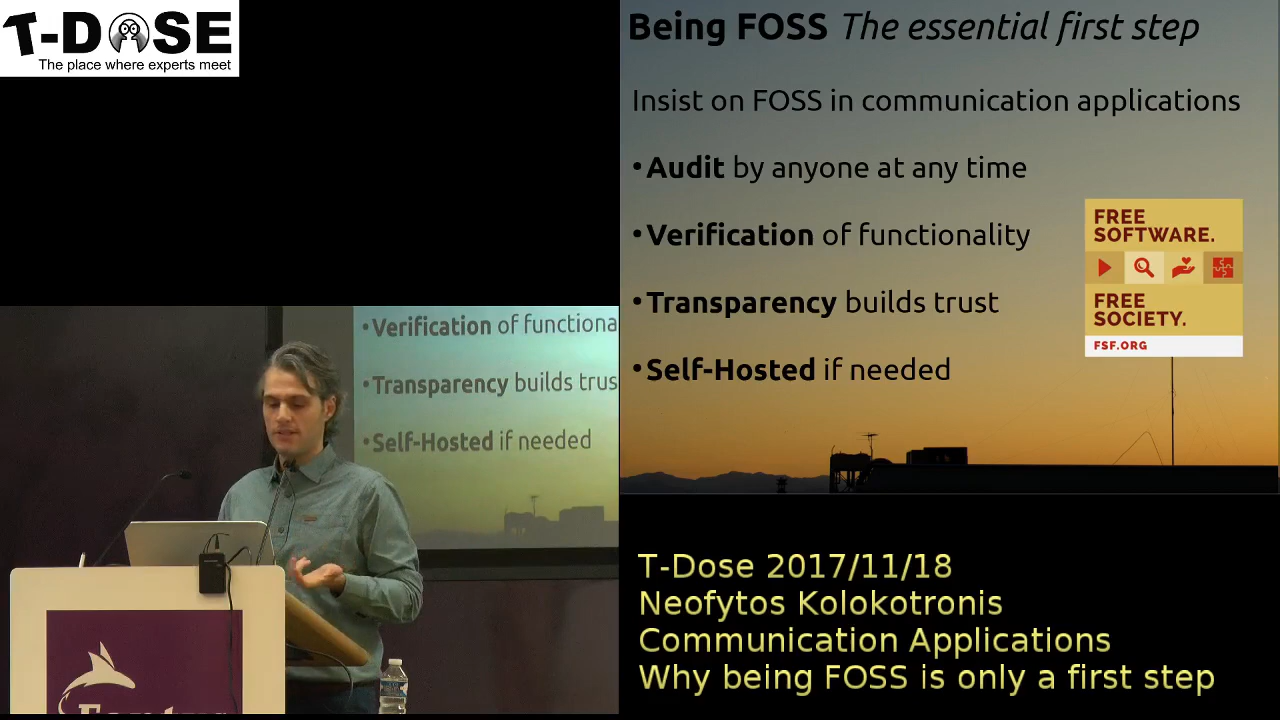 T-DOSE
The place where experts meet
Being FOSS The essential first step
Insist on FOSS in communication applications
•Audit by anyone at any time
•Verification of functionality
•Transparency builds trust
•Self-Hosted if needed
FREE
SOFTWARE.
FREE
SOCIETY.
FSF.ORG
•Verification of functiona
•Transparency builds trus
•Self-Hosted if needed
T-Dose 2017/11/18
Neofytos Kolokotronis
Communication Applications
Why being FOSS is only a first step